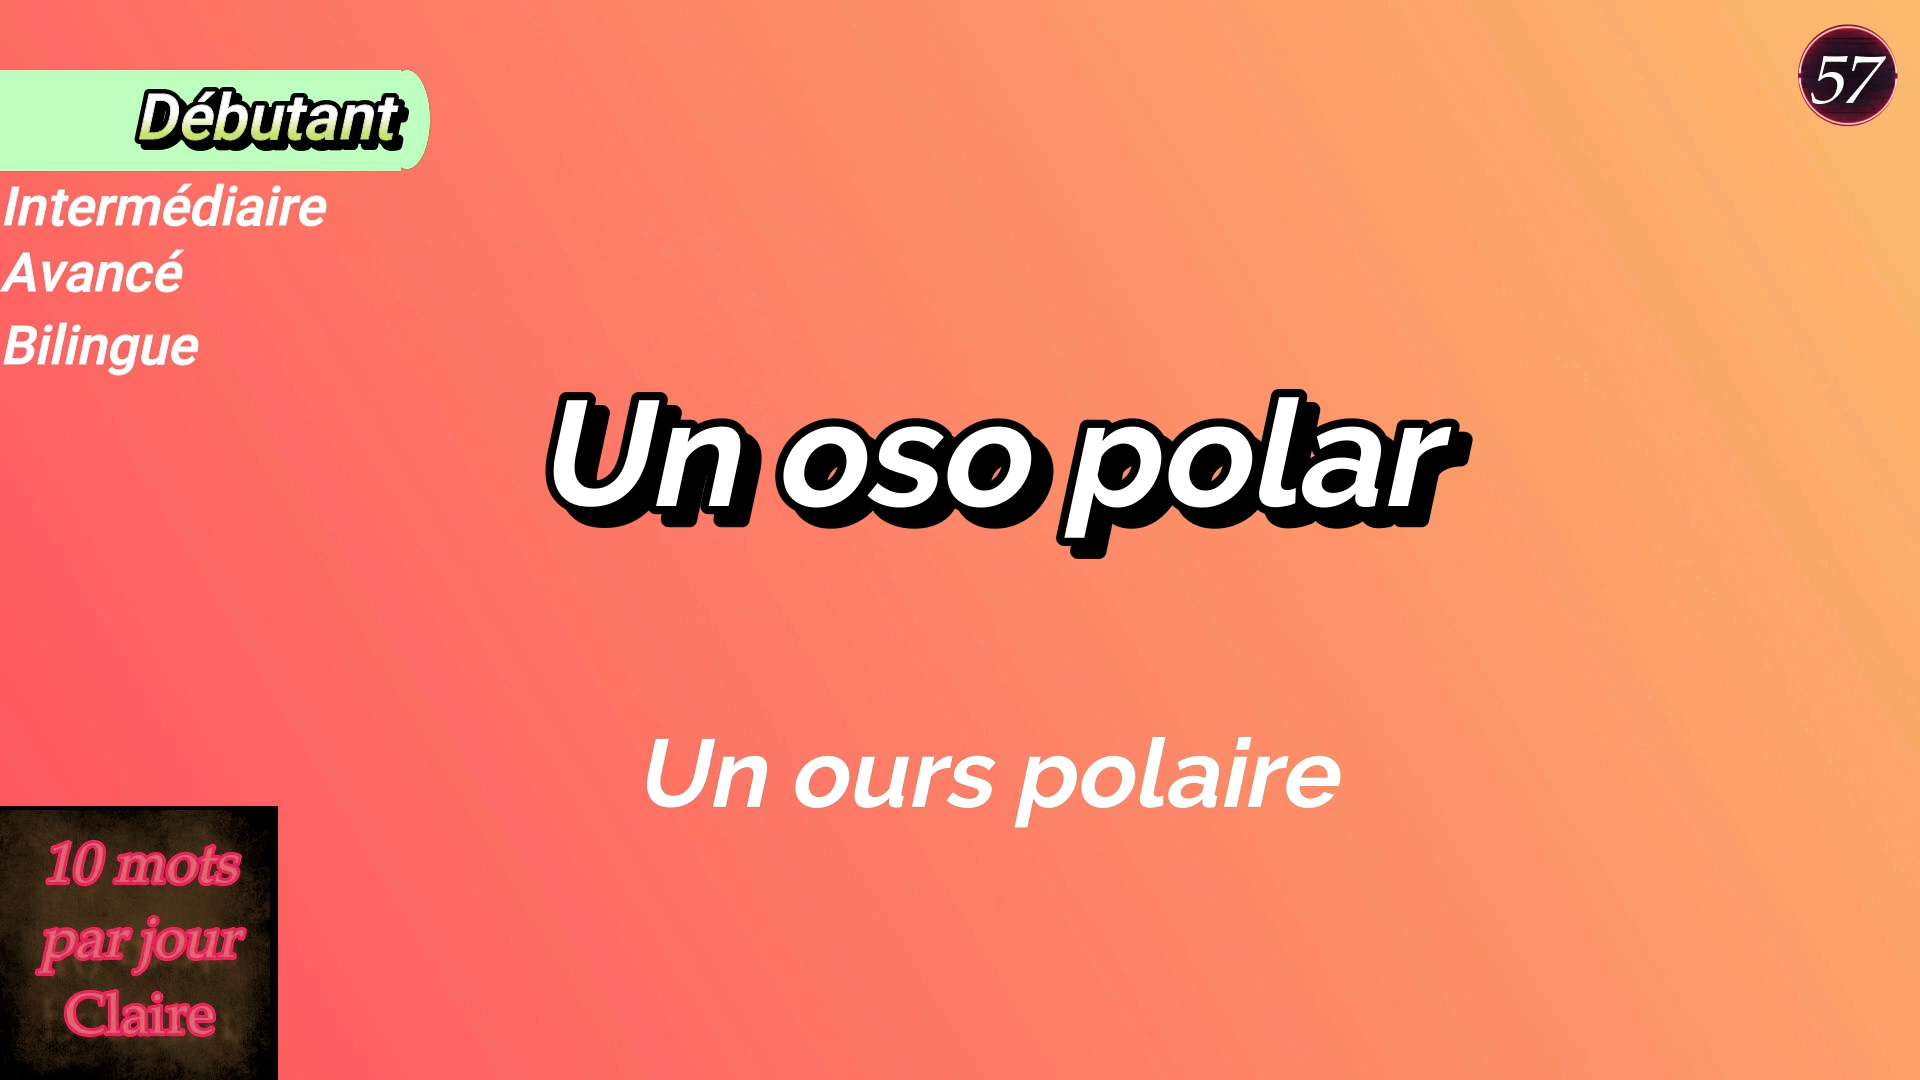 Débutant
57
Intermédiaire
Avancé
Bilingue
Un oso polar
Un ours polaire
10 mots
par jour
Claire